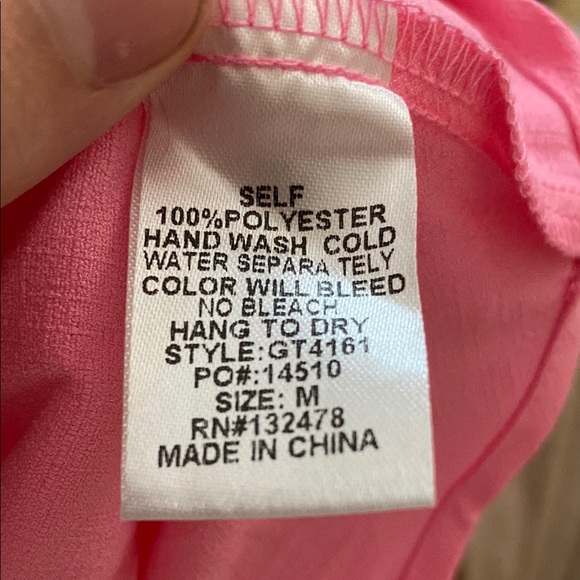 SELF
100%POLYESTER
HAND WASH COLD
WATER SEPARA TELY
COLOR WILL BLEED
NO BLEACH
HANG TO DRY
STYLE:GT4161
PO#:14510
SIZE: M
RN#132478
MADE IN CHINA